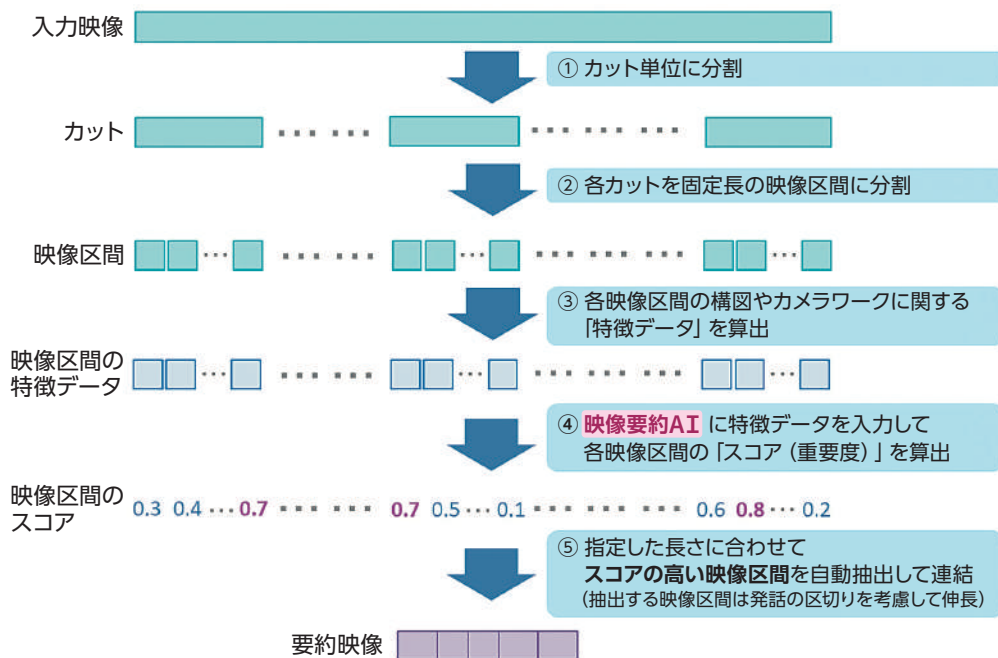 入力映像
① カット単位に分割
カット
② 各カットを固定長の映像区間に分割
映像区間
③ 各映像区間の構図やカメラワークに関する
「特徴データ」を算出
映像区間の
特徴データ
④ 映像要約AI に特徴データを入力して
各映像区間の「スコア（重要度）」を算出
映像区間の
スコア
0.3 0.4 … 0.7 0.7 0.5 … 0.1 0.6 0.8 … 0.2
⑤ 指定した長さに合わせて
スコアの高い映像区間を自動抽出して連結
（抽出する映像区間は発話の区切りを考慮して伸長）
要約映像